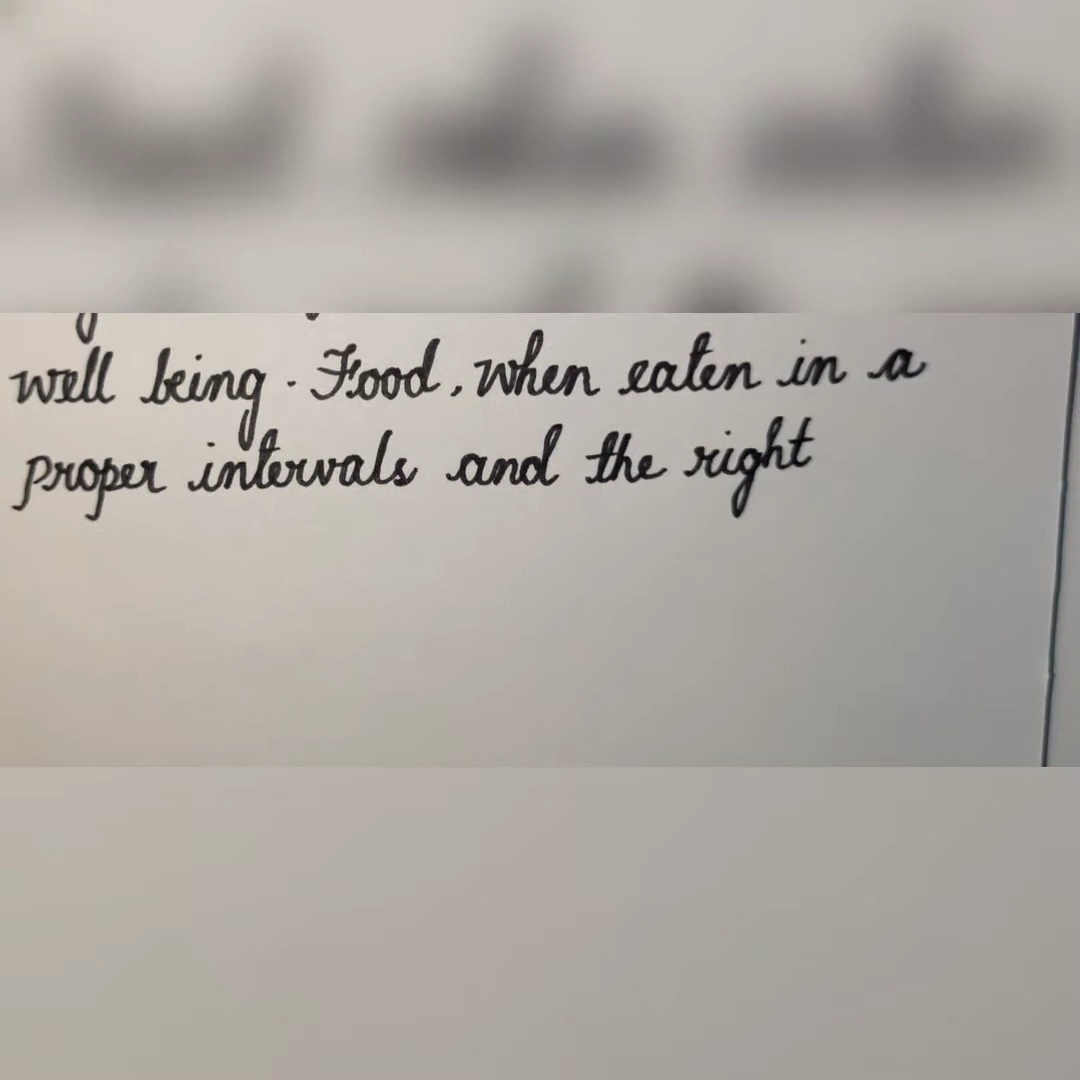 well being. Food, when eaten in a
proper intervals and the right